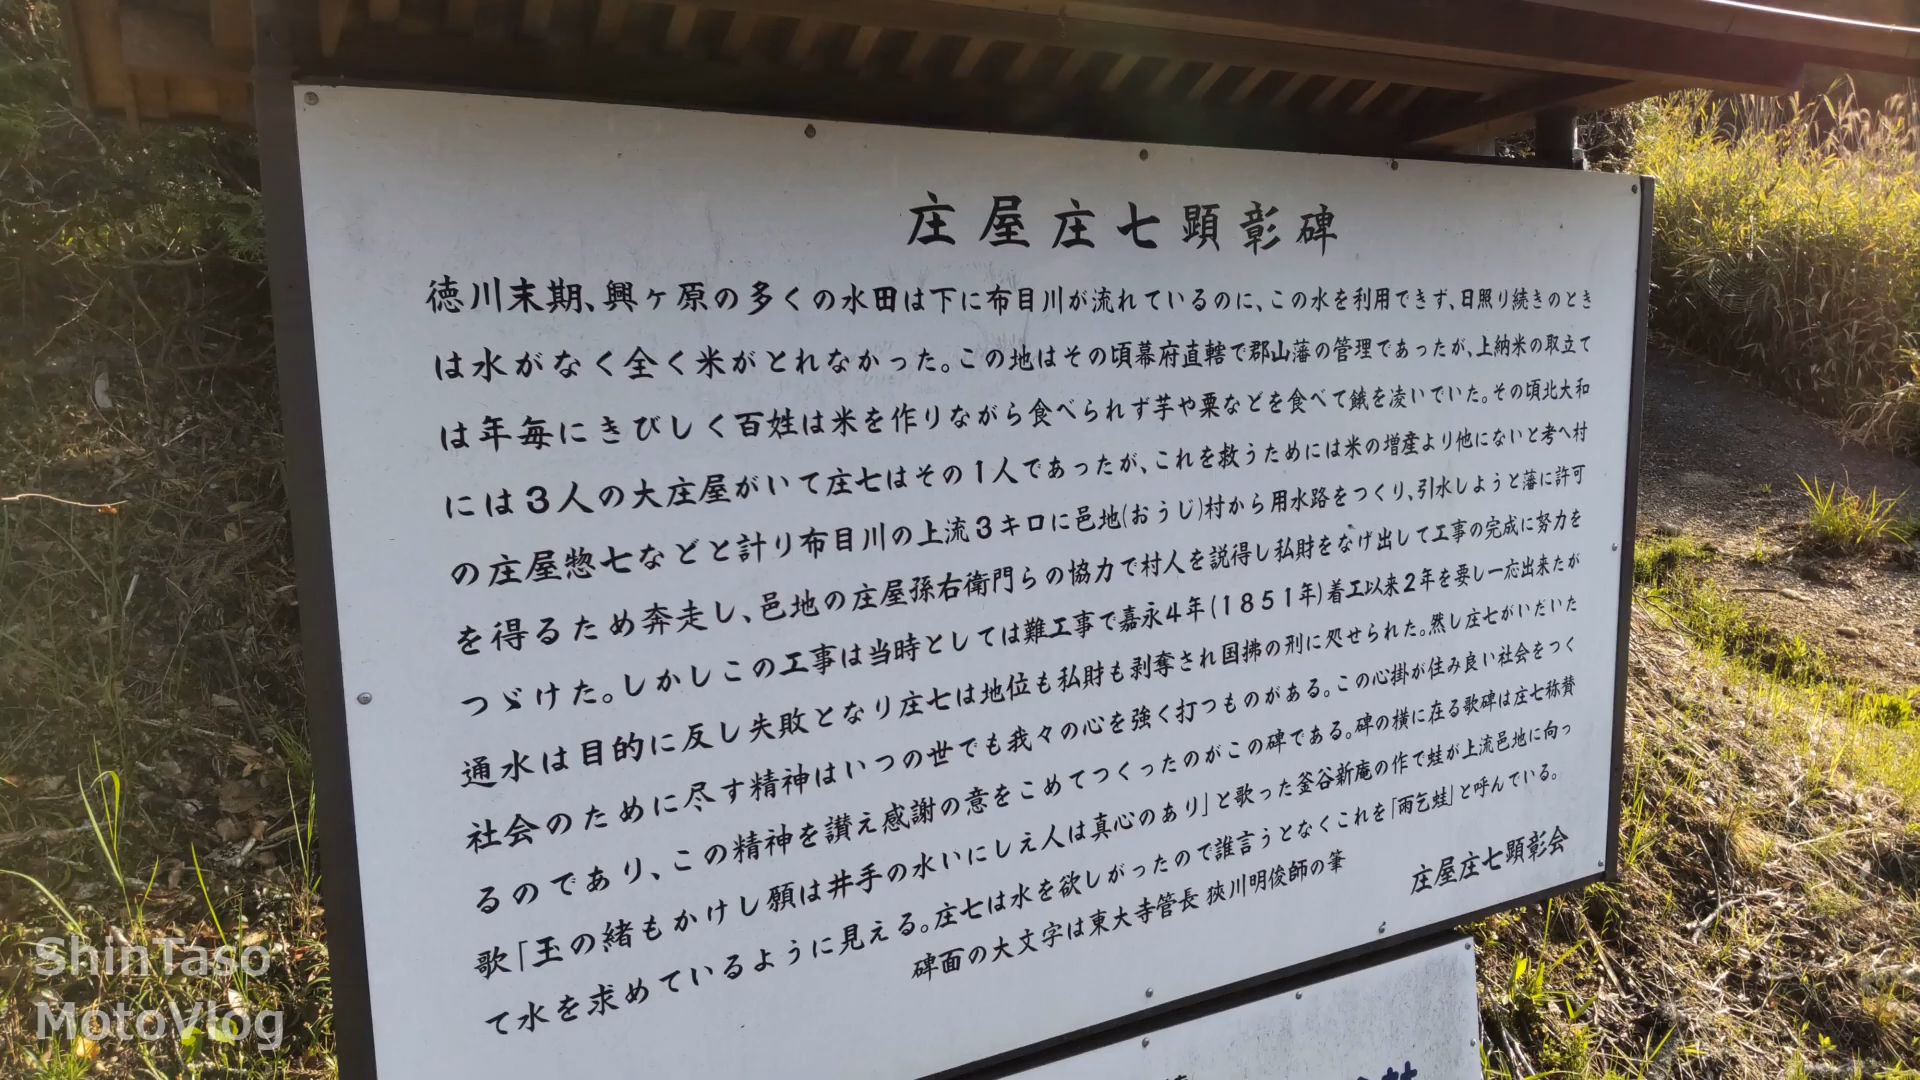 庄屋庄七顕彰碑
徳川末期、興ヶ原の多くの水田は下に布目川が流れているのに、この水を利用できず、日照り続きのとき
は水がなく全く米がとれなかった。この地はその頃幕府直轄で郡山藩の管理であったが、上納米の取立て
は年毎にきびしく百姓は米を作りながら食べられず芋や粟などを食べて餓を凌いでいた。その頃北大和
には3人の大庄屋がいて庄七はその1人であったが、これを救うためには米の増産より他にないと考へ村
の庄屋惣七などと計り布目川の上流3キロに邑地(おうじ)村から用水路をつくり、引水しようと藩に許可
を得るため奔走し、邑地の庄屋孫右衛門らの協力で村人を説得し私財をなげ出して工事の完成に努力を
つゞけた。しかしこの工事は当時としては難工事で嘉永4年(1851年)着工以来2年を要し一応出来たが
通水は目的に反し失敗となり庄七は地位も私財も剥奪され国拂の刑に処せられた。然し庄七がいだいた
社会のために尽す精神はいつの世でも我々の心を強く打つものがある。この心掛が住み良い社会をつく
るのであり、この精神を讃え感謝の意をこめてつくったのがこの碑である。碑の横に在る歌碑は庄七称賛
歌「玉の緒もかけし願は井手の水いにしえ人は真心のあり」と歌った釜谷新庵の作で蛙が上流邑地に向っ
て水を求めているように見える。庄七は水を欲しがったので誰言うとなくこれを「雨乞蛙」と呼んでいる。
碑面の大文字は東大寺管長 狹川明俊師の筆
庄屋庄七顕彰会
ShinTaso
MotoVlog